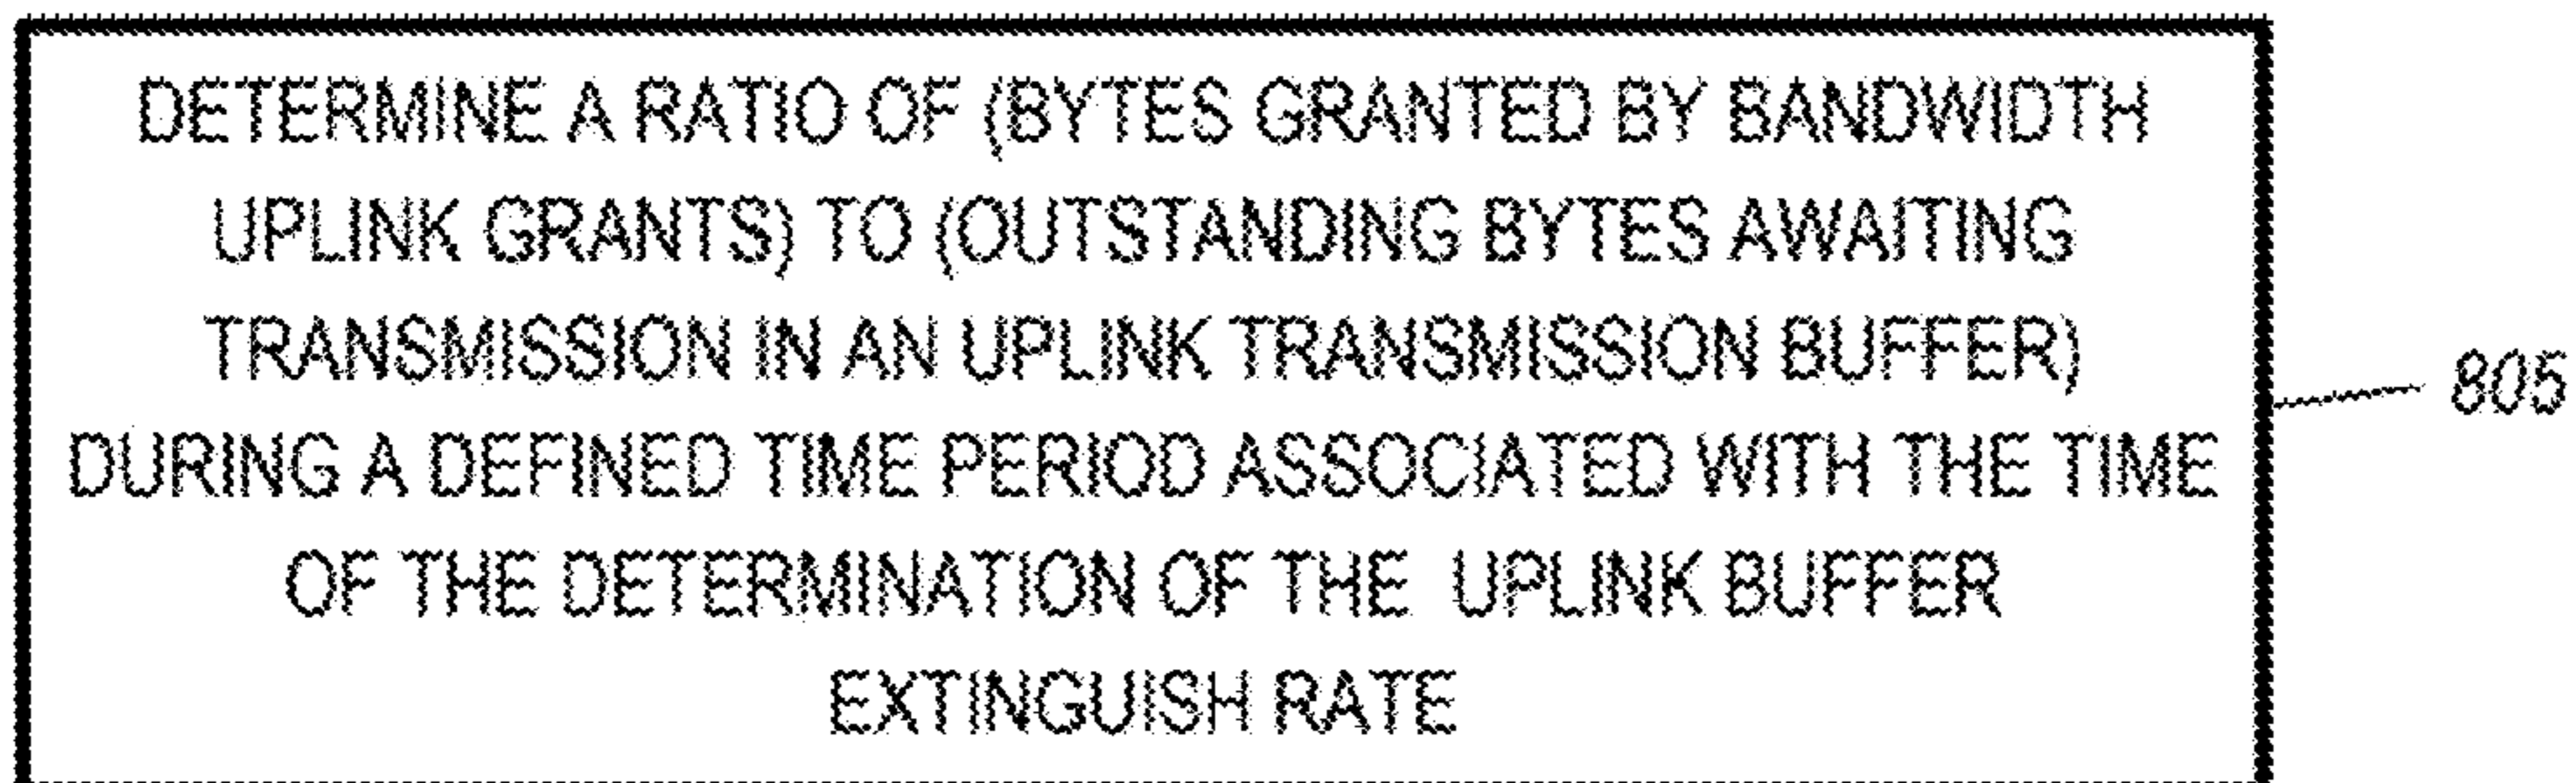 DETERMINE A RATIO OF (BYTES GRANTED BY BANDWIDTH
UPLINK GRANTS) TO (OUTSTANDING BYTES AWAITING
TRANSMISSION IN AN UPLINK TRANSMISSION BUFFER)
DURING A DEFINED TIME PERIOD ASSOCIATED WITH THE TIME
OF THE DETERMINATION OF THE UPLINK BUFFER
EXTINGUISH RATE
805